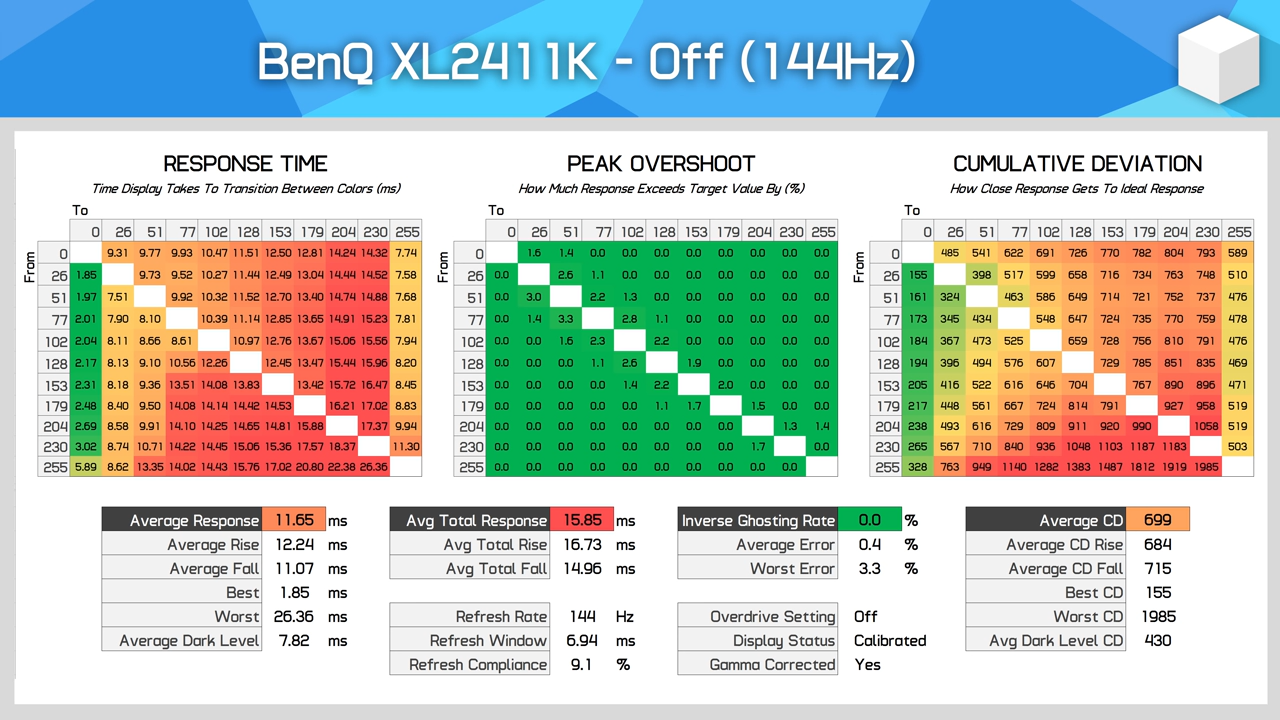 BenQ XL2411K - Off (144Hz)
RESPONSE TIME
Time Display Takes To Transition Between Colors (ms)
To
0 26 51 77 102 128 153 179 204 230 255
From
0 9.31 9.77 9.93 10.47 11.51 12.50 12.81 14.24 14.32 7.74
26 1.85 9.73 9.52 10.27 11.44 12.49 13.04 14.44 14.52 7.58
51 1.97 7.51 9.92 10.32 11.52 12.70 13.40 14.74 14.88 7.68
77 2.01 7.90 8.10 10.39 11.14 12.85 13.65 14.91 15.23 7.81
102 2.04 8.11 8.66 8.61 10.97 12.76 13.67 15.06 15.56 7.94
128 2.17 8.13 9.10 10.56 12.26 12.45 13.47 15.44 15.96 8.20
153 2.31 8.18 9.36 13.51 14.08 13.83 13.42 15.72 16.47 8.45
179 2.48 8.40 9.50 14.08 14.14 14.42 14.53 16.21 17.02 8.83
204 2.69 8.58 9.91 14.10 14.25 14.65 14.81 15.88 17.37 9.94
230 3.02 8.74 10.71 14.22 14.45 15.06 15.36 17.57 18.37 11.30
255 5.89 8.62 13.35 14.02 14.43 15.76 17.02 20.80 22.38 26.36
PEAK OVERSHOOT
How Much Response Exceeds Target Value By (%)
To
0 26 51 77 102 128 153 179 204 230 255
From
0 1.6 1.4 0.0 0.0 0.0 0.0 0.0 0.0 0.0 0.0
26 0.0 2.6 1.1 0.0 0.0 0.0 0.0 0.0 0.0 0.0
51 0.0 3.0 2.2 1.3 0.0 0.0 0.0 0.0 0.0 0.0
77 0.0 1.4 3.3 2.8 1.1 0.0 0.0 0.0 0.0 0.0
102 0.0 0.0 1.6 2.3 2.2 0.0 0.0 0.0 0.0 0.0
128 0.0 0.0 0.0 1.1 2.6 1.9 0.0 0.0 0.0 0.0
153 0.0 0.0 0.0 0.0 1.4 2.2 2.0 0.0 0.0 0.0
179 0.0 0.0 0.0 0.0 0.0 1.1 1.7 1.5 0.0 0.0
204 0.0 0.0 0.0 0.0 0.0 0.0 0.0 0.0 1.3 1.4
230 0.0 0.0 0.0 0.0 0.0 0.0 0.0 0.0 1.7 0.0
255 0.0 0.0 0.0 0.0 0.0 0.0 0.0 0.0 0.0 0.0
CUMULATIVE DEVIATION
How Close Response Gets To Ideal Response
To
0 26 51 77 102 128 153 179 204 230 255
From
0 485 541 622 691 726 770 782 804 793 589
26 155 398 517 599 658 716 734 763 748 510
51 161 324 463 586 649 714 721 752 737 476
77 173 345 434 548 647 724 735 770 759 478
102 184 367 473 525 659 728 756 810 791 476
128 194 396 494 576 607 785 785 851 835 469
153 205 416 522 616 646 704 767 890 896 471
179 217 448 561 667 724 814 791 927 958 519
204 238 493 616 729 809 911 920 990 1058 519
230 265 567 710 840 936 1048 1103 1187 1183 503
255 328 763 949 1140 1282 1383 1487 1812 1919 1985
Average Response 11.65 ms
Average Rise 12.24 ms
Average Fall 11.07 ms
Best 1.85 ms
Worst 26.36 ms
Average Dark Level 7.82 ms
Avg Total Response 15.85 ms
Avg Total Rise 16.73 ms
Avg Total Fall 14.96 ms
Refresh Rate 144 Hz
Refresh Window 6.94 ms
Refresh Compliance 9.1 %
Inverse Ghosting Rate 0.0 %
Average Error 0.4 %
Worst Error 3.3 %
Overdrive Setting Off
Display Status Calibrated
Gamma Corrected Yes
Average CD 699
Average CD Rise 684
Average CD Fall 715
Best CD 155
Worst CD 1985
Avg Dark Level CD 430